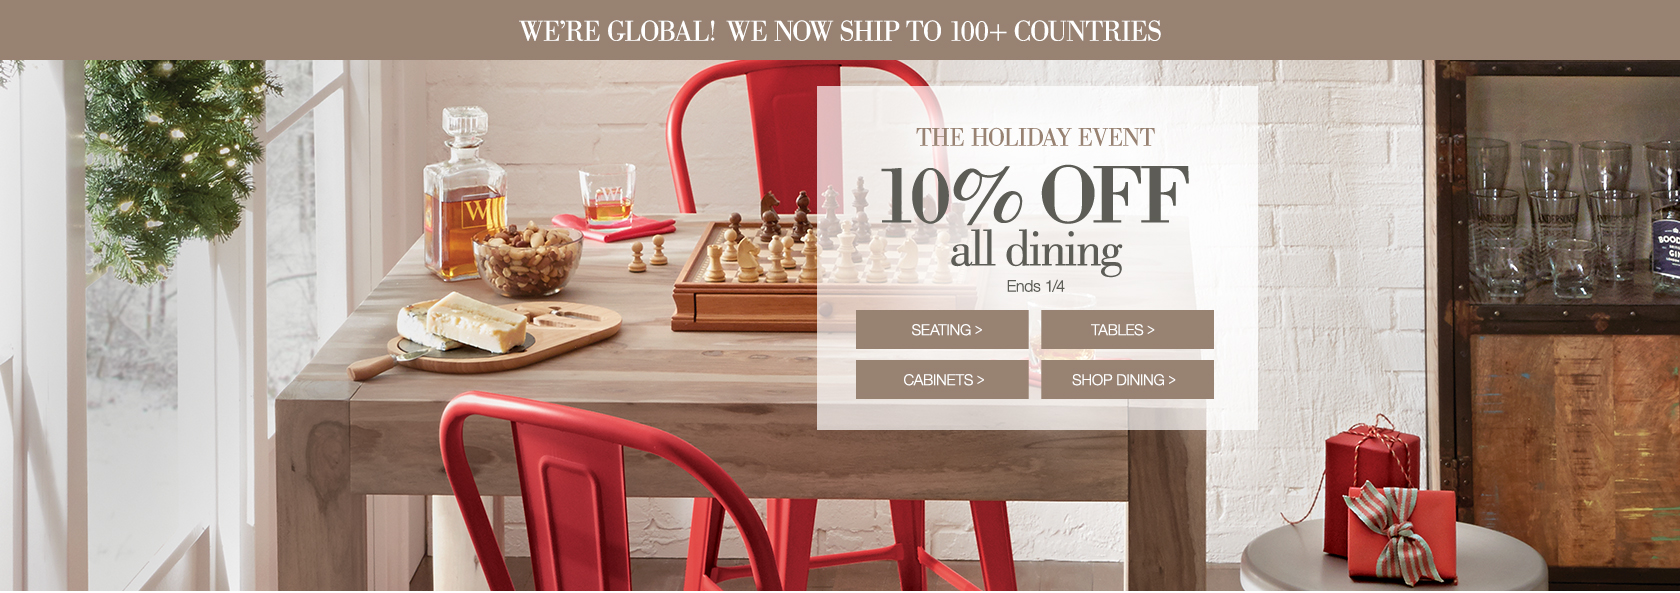 WE'RE GLOBAL! WE NOW SHIP TO 100+ COUNTRIES
THE HOLIDAY EVENT
10% OFF
all dining
Ends 1/4
SEATING >
TABLES >
CABINETS >
SHOP DINING >
W
W
GIN